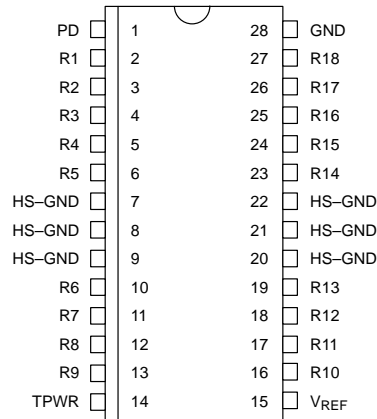 PD 1 28 GND
R1 2 27 R18
R2 3 26 R17
R3 4 25 R16
R4 5 24 R15
R5 6 23 R14
HS–GND 7 22 HS–GND
HS–GND 8 21 HS–GND
HS–GND 9 20 HS–GND
R6 10 19 R13
R7 11 18 R12
R8 12 17 R11
R9 13 16 R10
TPWR 14 15 VREF